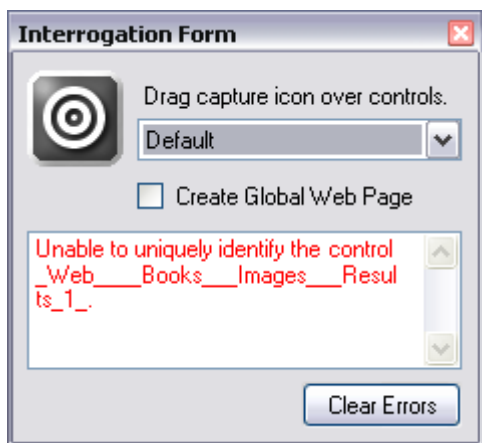 Interrogation Form
Drag capture icon over controls.
Default
Create Global Web Page
Unable to uniquely identify the control
_Web____Books___Images___Resul
ts_1_.
Clear Errors